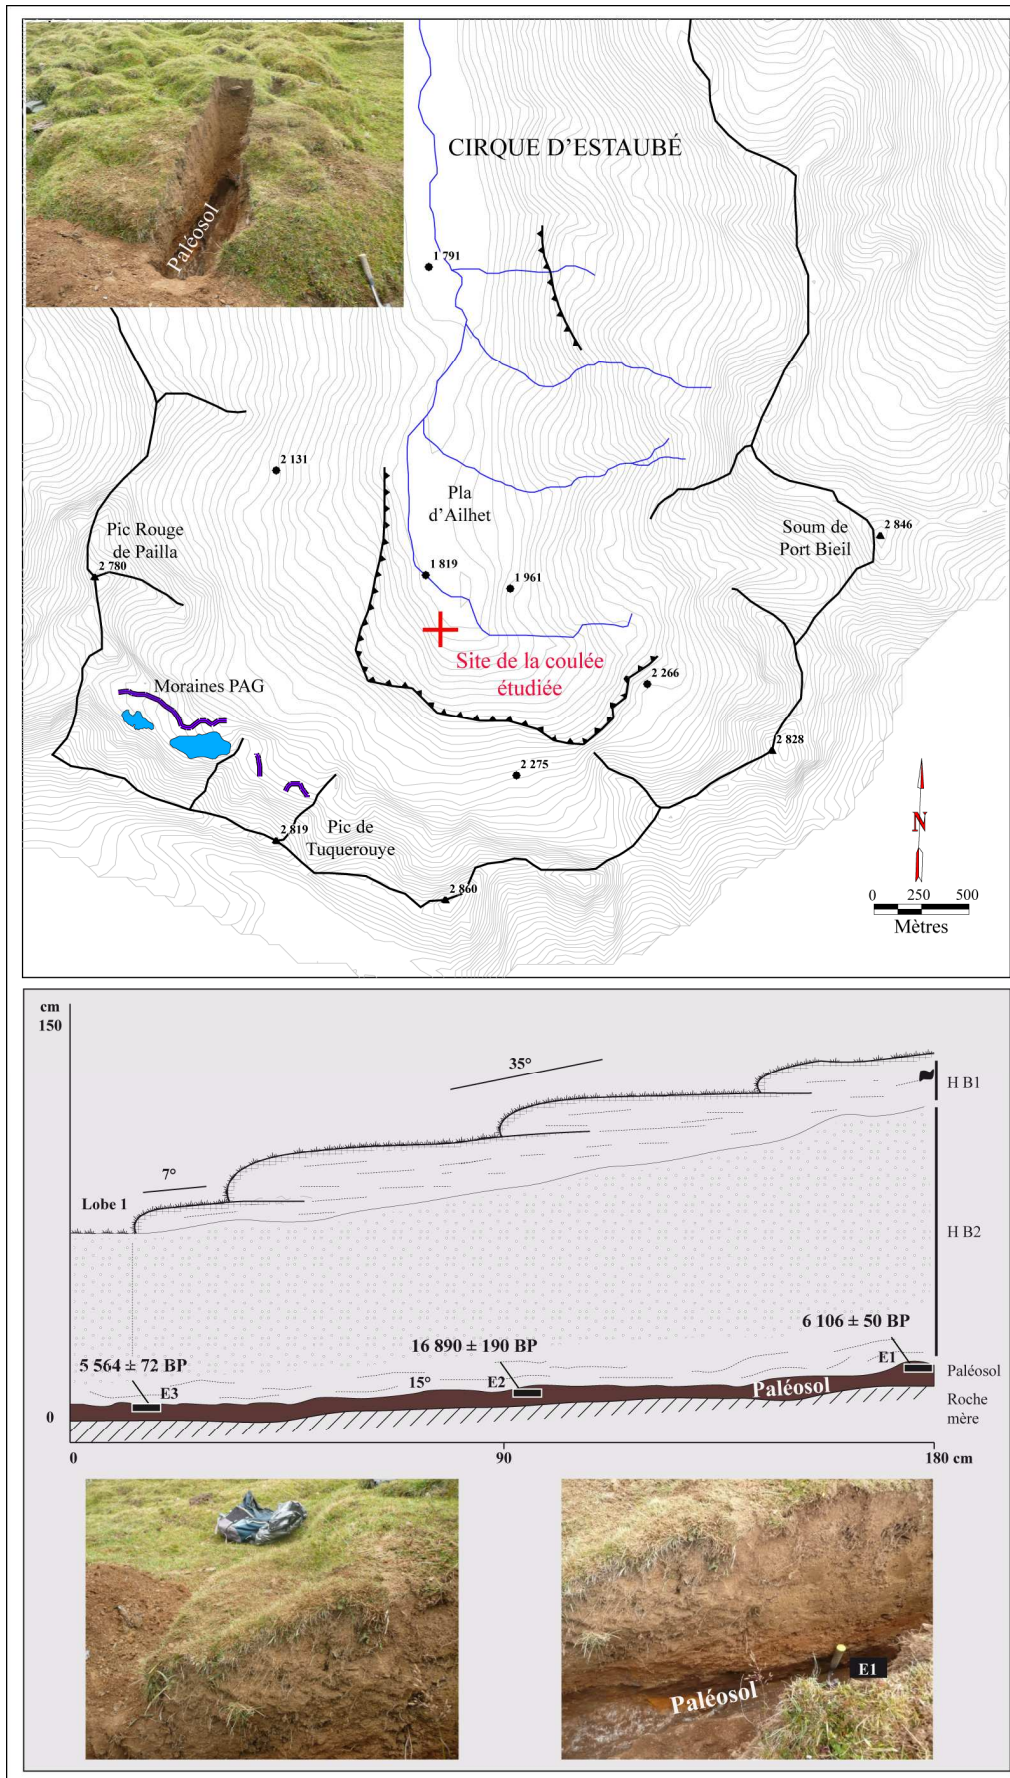 Paléosol
CIRQUE D'ESTAUBÉ
1 791
2 131
Pla
d'Ailhet
Pic Rouge
de Pailla
2 780
Soum de
Port Bieil
2 846
1 819
1 961
Site de la coulée
étudiée
2 266
Moraines PAG
2 828
2 275
2 819
Pic de
Tuquerouye
2 860
N
0 250 500
Mètres
cm
150
35°
H B1
7°
Lobe 1
H B2
6 106 ± 50 BP
16 890 ± 190 BP
5 564 ± 72 BP
E1
Paléosol
E2
15°
E3
Paléosol
Roche
mère
0
0 90 180 cm
E1
Paléosol